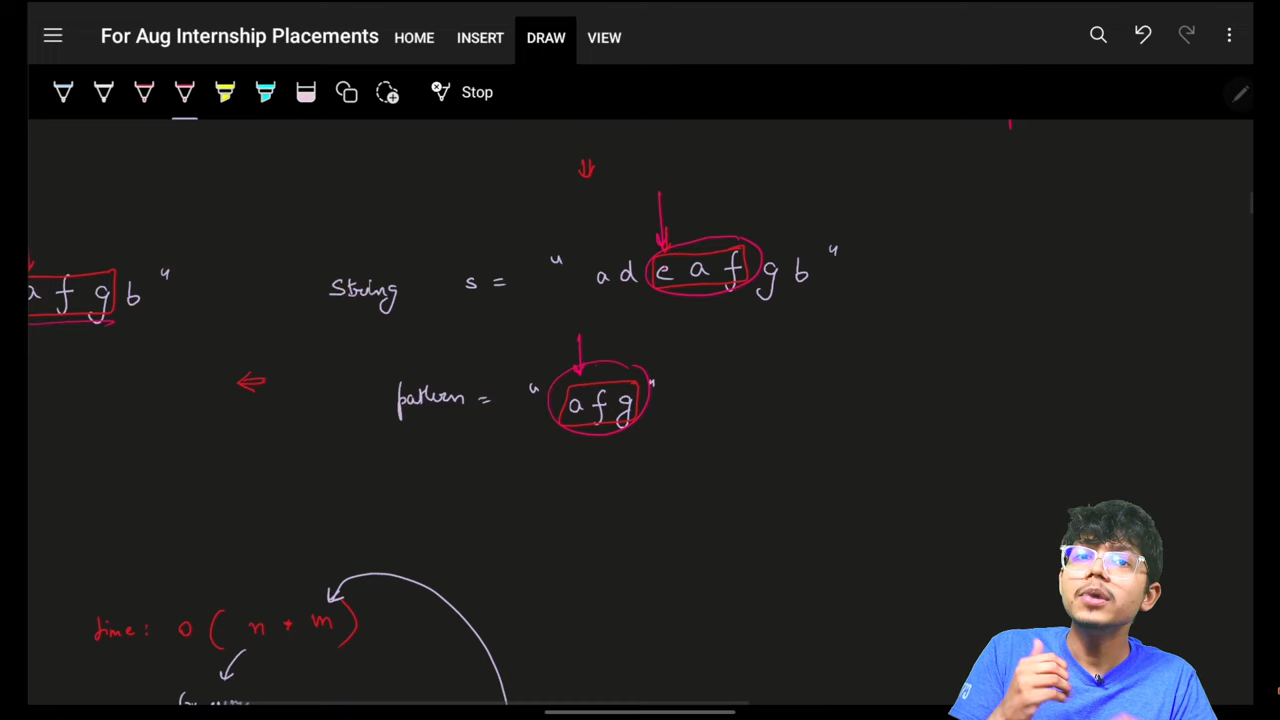 For Aug Internship Placements HOME INSERT DRAW VIEW
Stop
a f g b "
String s = " a d e a f g b "
pattern = " a f g "
time : O ( n * m )